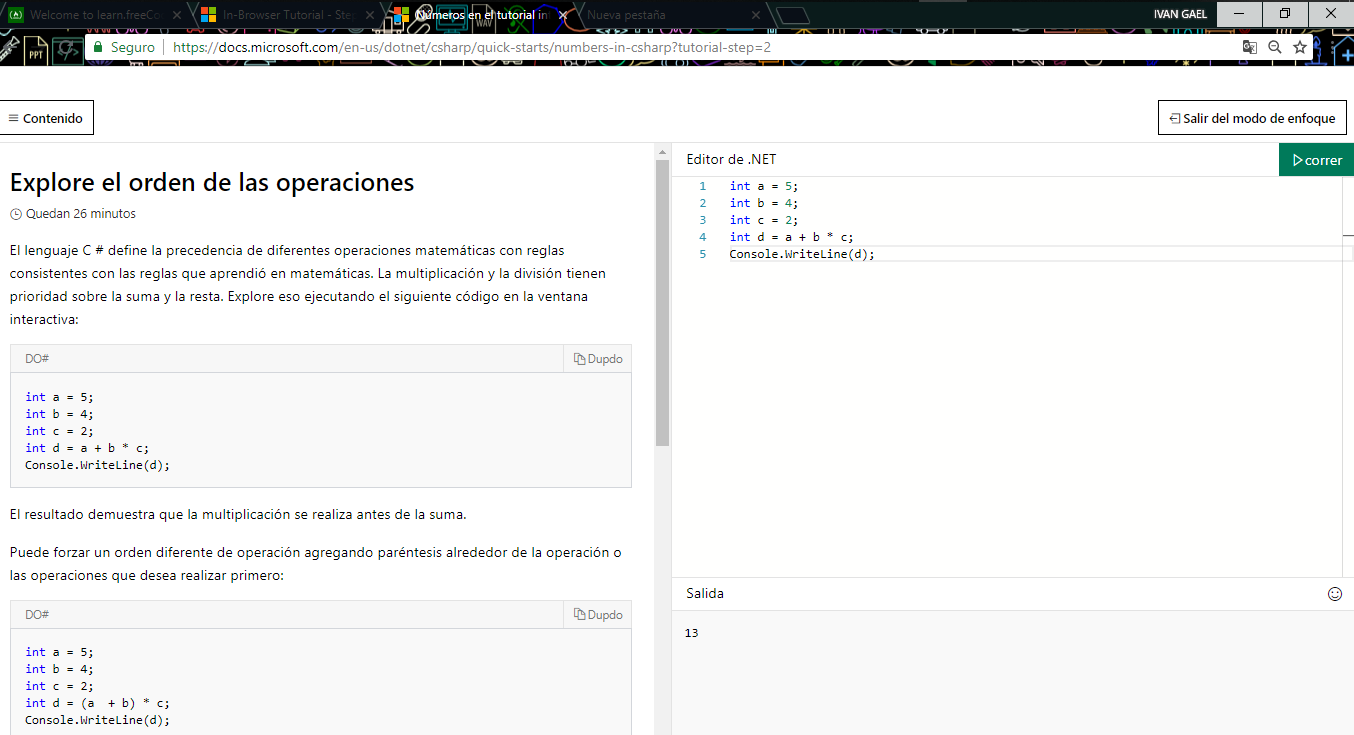 Welcome to learn.freeCo
In-Browser Tutorial - Ste
Números en el tutorial in
Nueva pestaña
IVAN GAEL
PPT
WAV
Seguro
https://docs.microsoft.com/en-us/dotnet/csharp/quick-starts/numbers-in-csharp?tutorial-step=2
Contenido
Salir del modo de enfoque
Explore el orden de las operaciones
Quedan 26 minutos
El lenguaje C # define la precedencia de diferentes operaciones matemáticas con reglas
consistentes con las reglas que aprendió en matemáticas. La multiplicación y la división tienen
prioridad sobre la suma y la resta. Explore eso ejecutando el siguiente código en la ventana
interactiva:
DO#
Dupdo
int a = 5;
int b = 4;
int c = 2;
int d = a + b * c;
Console.WriteLine(d);
El resultado demuestra que la multiplicación se realiza antes de la suma.
Puede forzar un orden diferente de operación agregando paréntesis alrededor de la operación o
las operaciones que desea realizar primero:
DO#
Dupdo
int a = 5;
int b = 4;
int c = 2;
int d = (a  + b) * c;
Console.WriteLine(d);
Editor de .NET
correr
1 int a = 5;
2 int b = 4;
3 int c = 2;
4 int d = a + b * c;
5 Console.WriteLine(d);
Salida
13